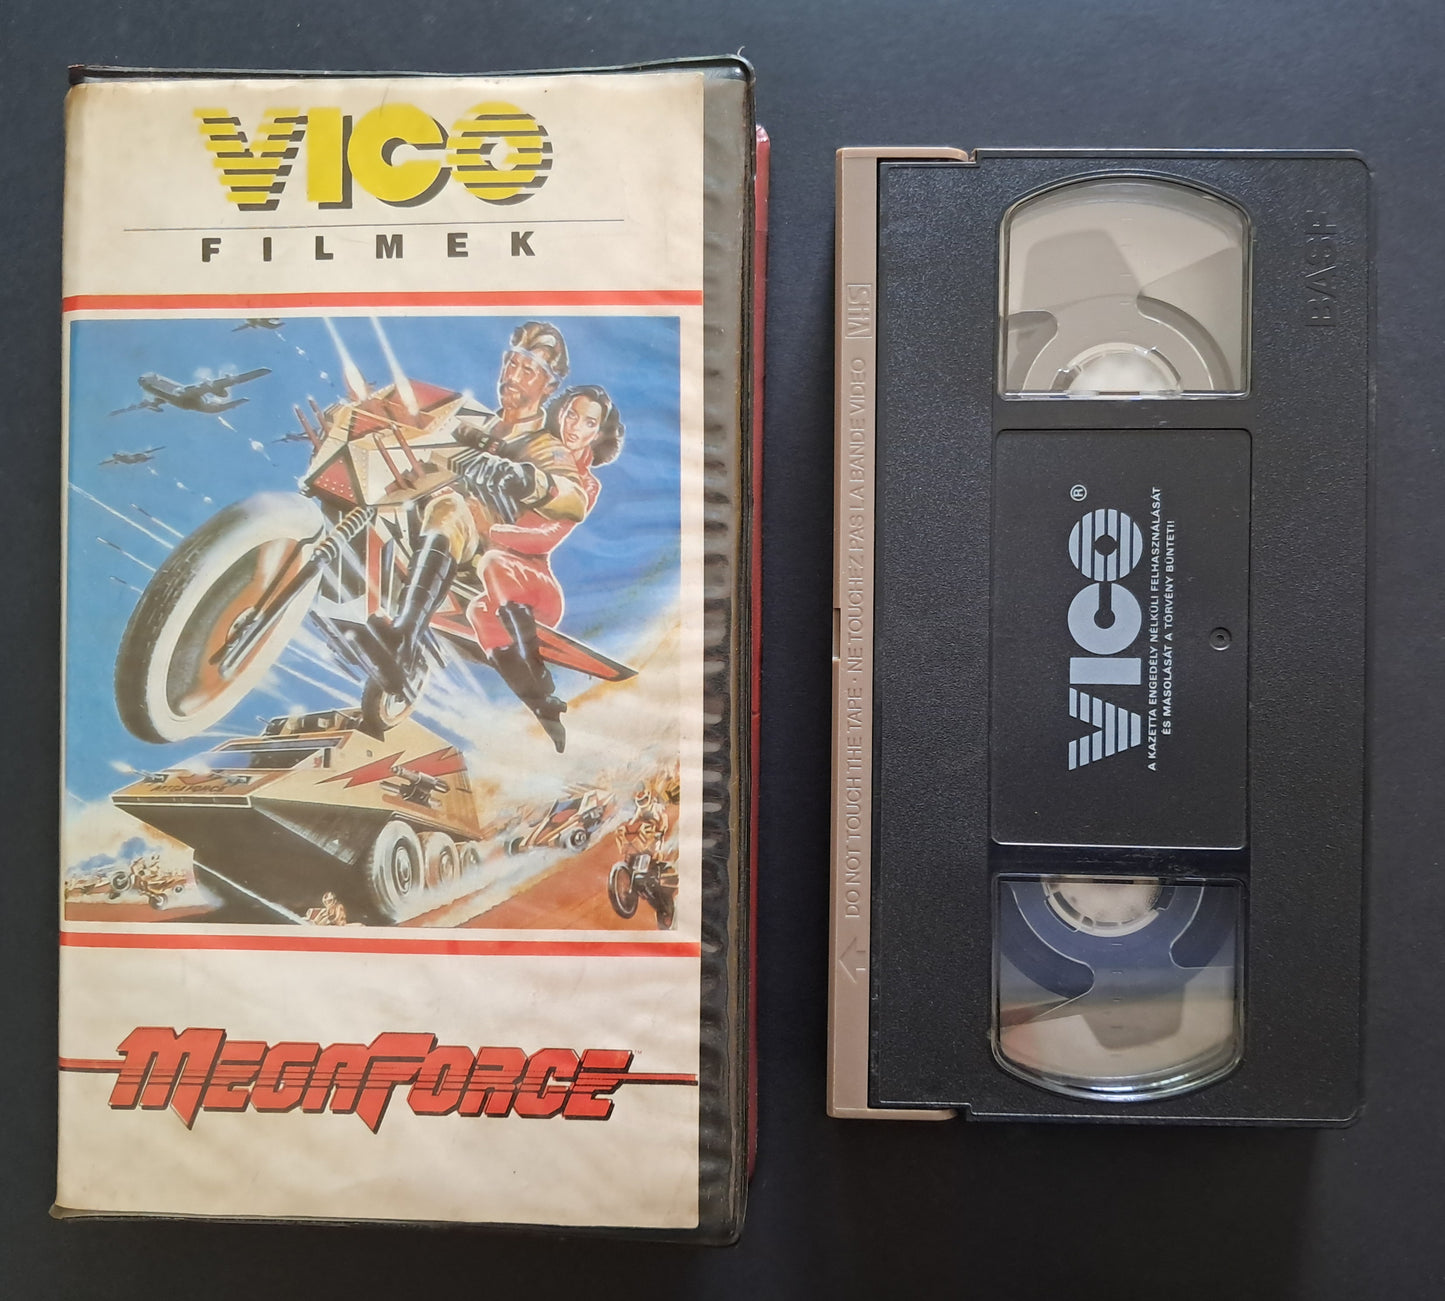 VICO
FILMEK
MEGAFORCE
MEGAFORCE™
VHS
DO NOT TOUCH THE TAPE · NE TOUCHEZ PAS LA BANDE VIDEO
VICO®
A KAZETTA ENGEDÉLY NÉLKÜLI FELHASZNÁLÁSÁT
ÉS MÁSOLÁSÁT A TÖRVÉNY BÜNTETI!
BASF